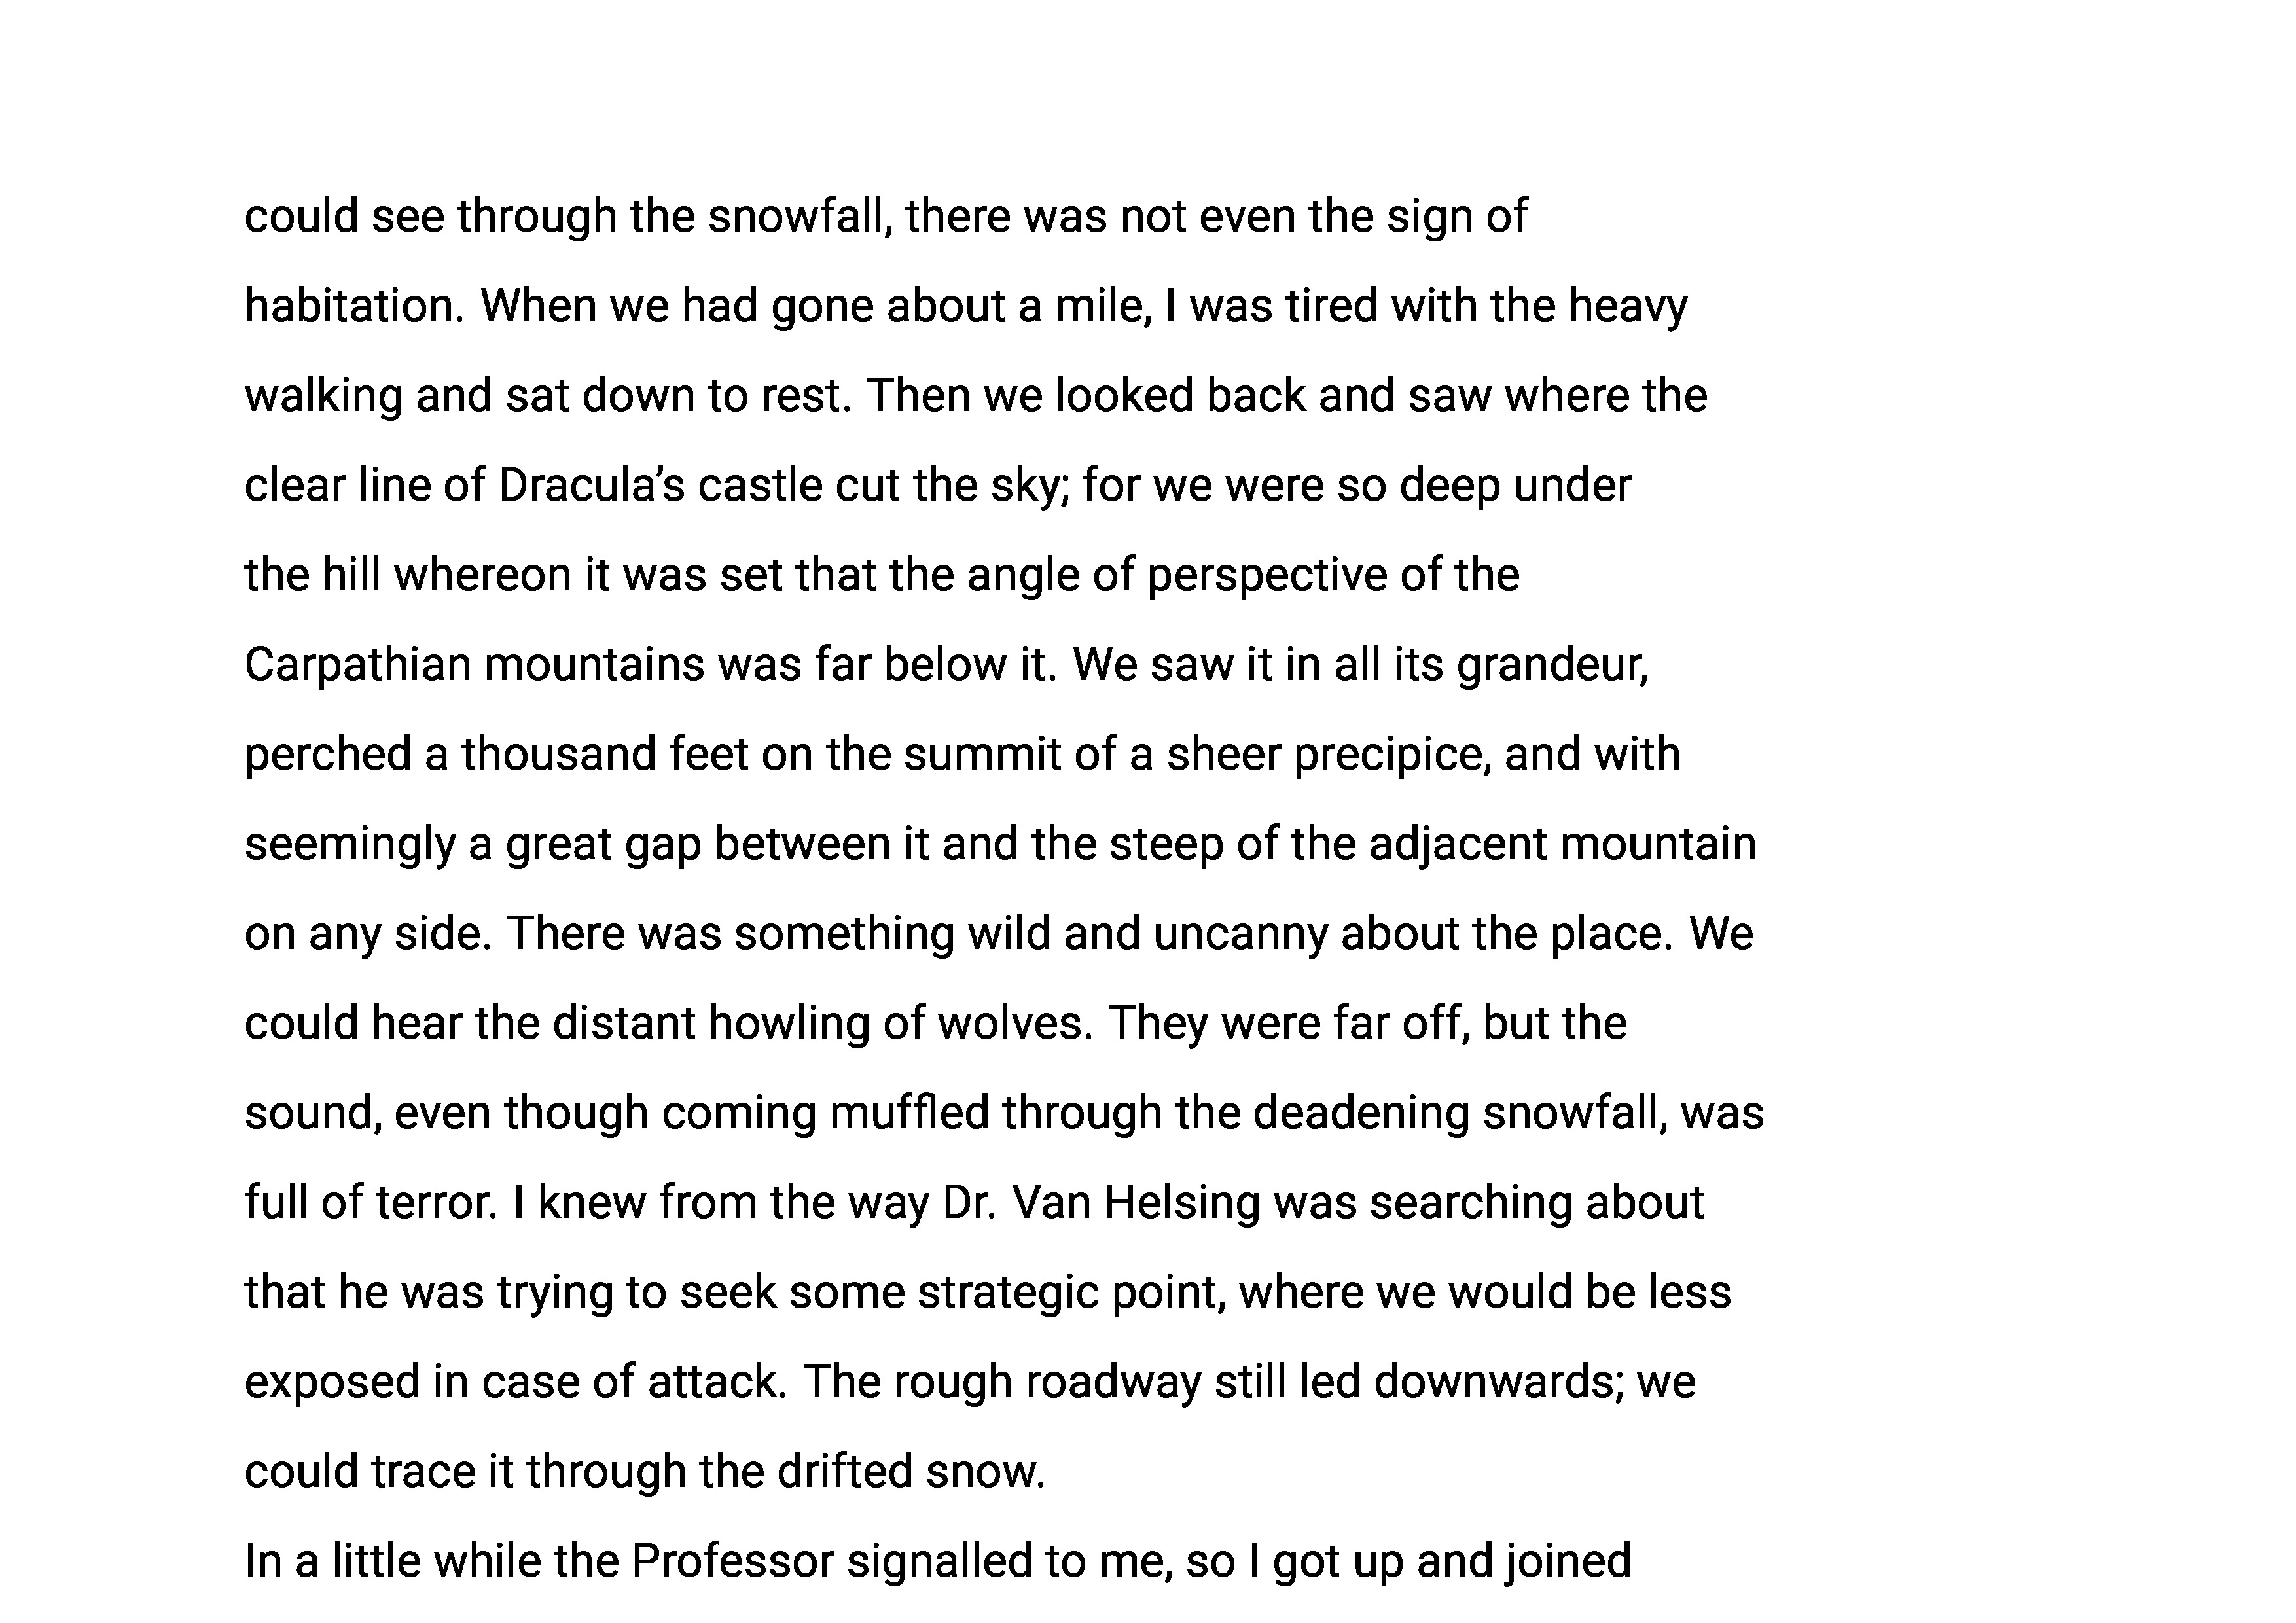 could see through the snowfall, there was not even the sign of
habitation. When we had gone about a mile, I was tired with the heavy
walking and sat down to rest. Then we looked back and saw where the
clear line of Dracula’s castle cut the sky; for we were so deep under
the hill whereon it was set that the angle of perspective of the
Carpathian mountains was far below it. We saw it in all its grandeur,
perched a thousand feet on the summit of a sheer precipice, and with
seemingly a great gap between it and the steep of the adjacent mountain
on any side. There was something wild and uncanny about the place. We
could hear the distant howling of wolves. They were far off, but the
sound, even though coming muffled through the deadening snowfall, was
full of terror. I knew from the way Dr. Van Helsing was searching about
that he was trying to seek some strategic point, where we would be less
exposed in case of attack. The rough roadway still led downwards; we
could trace it through the drifted snow.
In a little while the Professor signalled to me, so I got up and joined